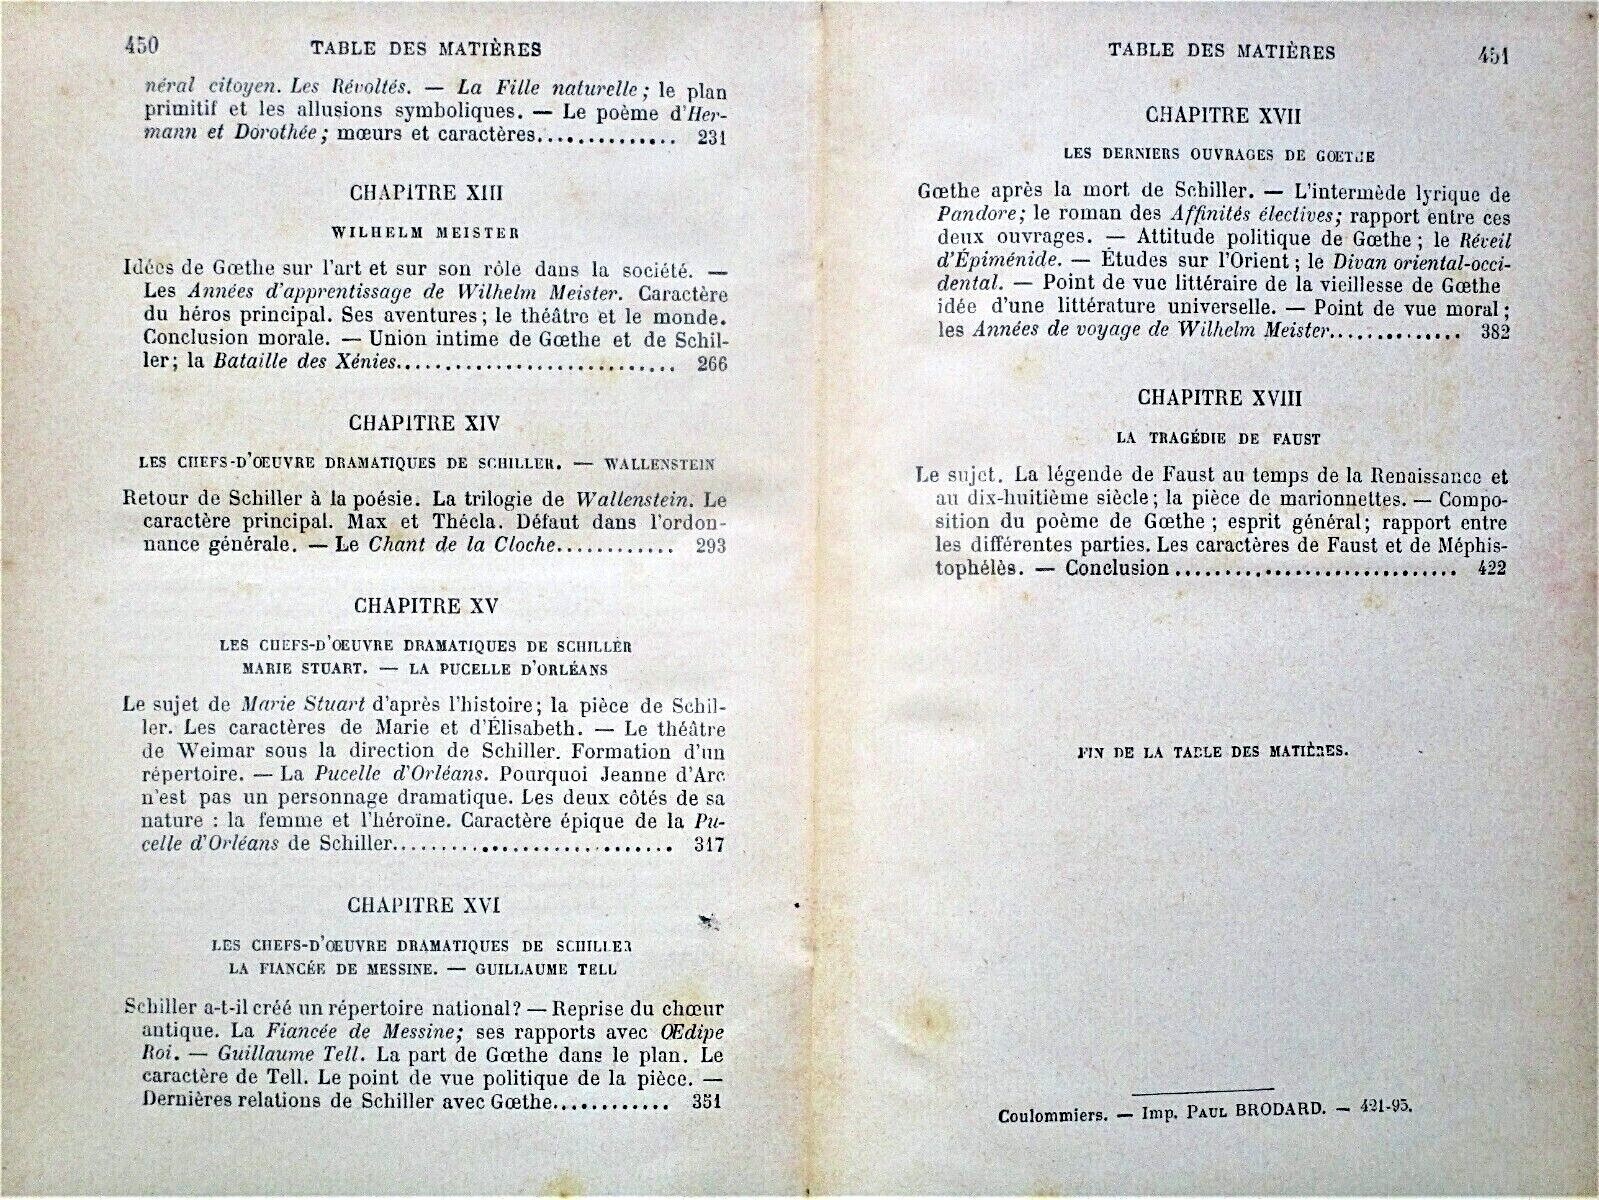 450
TABLE DES MATIÈRES
néral citoyen. Les Révoltés. — La Fille naturelle; le plan
primitif et les allusions symboliques. — Le poème d'Her-
mann et Dorothée; mœurs et caractères.............. 231
CHAPITRE XIII
WILHELM MEISTER
Idées de Gœthe sur l'art et sur son rôle dans la société. —
Les Années d'apprentissage de Wilhelm Meister. Caractère
du héros principal. Ses aventures; le théâtre et le monde.
Conclusion morale. — Union intime de Gœthe et de Schil-
ler; la Bataille des Xénies............................ 266
CHAPITRE XIV
LES CHEFS-D'ŒUVRE DRAMATIQUES DE SCHILLER. — WALLENSTEIN
Retour de Schiller à la poésie. La trilogie de Wallenstein. Le
caractère principal. Max et Thécla. Défaut dans l'ordon-
nance générale. — Le Chant de la Cloche............ 293
CHAPITRE XV
LES CHEFS-D'ŒUVRE DRAMATIQUES DE SCHILLER
MARIE STUART. — LA PUCELLE D'ORLÉANS
Le sujet de Marie Stuart d'après l'histoire; la pièce de Schil-
ler. Les caractères de Marie et d'Élisabeth. — Le théâtre
de Weimar sous la direction de Schiller. Formation d'un
répertoire. — La Pucelle d'Orléans. Pourquoi Jeanne d'Arc
n'est pas un personnage dramatique. Les deux côtés de sa
nature : la femme et l'héroïne. Caractère épique de la Pu-
celle d'Orléans de Schiller............................ 317
CHAPITRE XVI
LES CHEFS-D'ŒUVRE DRAMATIQUES DE SCHILLER
LA FIANCÉE DE MESSINE. — GUILLAUME TELL
Schiller a-t-il créé un répertoire national? — Reprise du chœur
antique. La Fiancée de Messine; ses rapports avec Œdipe
Roi. — Guillaume Tell. La part de Gœthe dans le plan. Le
caractère de Tell. Le point de vue politique de la pièce. —
Dernières relations de Schiller avec Gœthe............ 351
TABLE DES MATIÈRES
451
CHAPITRE XVII
LES DERNIERS OUVRAGES DE GŒTHE
Gœthe après la mort de Schiller. — L'intermède lyrique de
Pandore; le roman des Affinités électives; rapport entre ces
deux ouvrages. — Attitude politique de Gœthe; le Réveil
d'Épiménide. — Études sur l'Orient; le Divan oriental-occi-
dental. — Point de vue littéraire de la vieillesse de Gœthe
idée d'une littérature universelle. — Point de vue moral;
les Années de voyage de Wilhelm Meister.............. 382
CHAPITRE XVIII
LA TRAGÉDIE DE FAUST
Le sujet. La légende de Faust au temps de la Renaissance et
au dix-huitième siècle; la pièce de marionnettes. — Compo-
sition du poème de Gœthe; esprit général; rapport entre
les différentes parties. Les caractères de Faust et de Méphis-
tophélès. — Conclusion............................. 422
FIN DE LA TABLE DES MATIÈRES.
Coulommiers. — Imp. PAUL BRODARD. — 421-95.